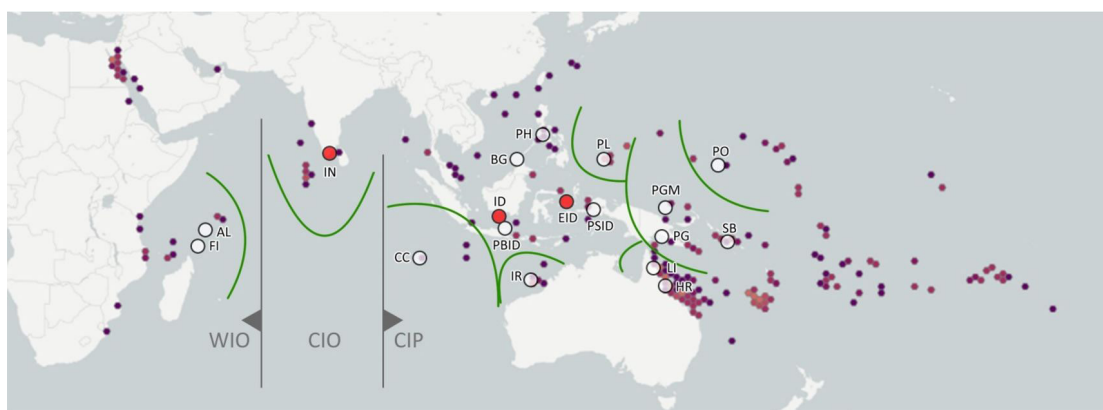 PH
PL
PO
BG
IN
ID
EID
PGM
PSID
PBID
PG
SB
AL
FI
CC
IR
LI
HR
WIO
CIO
CIP